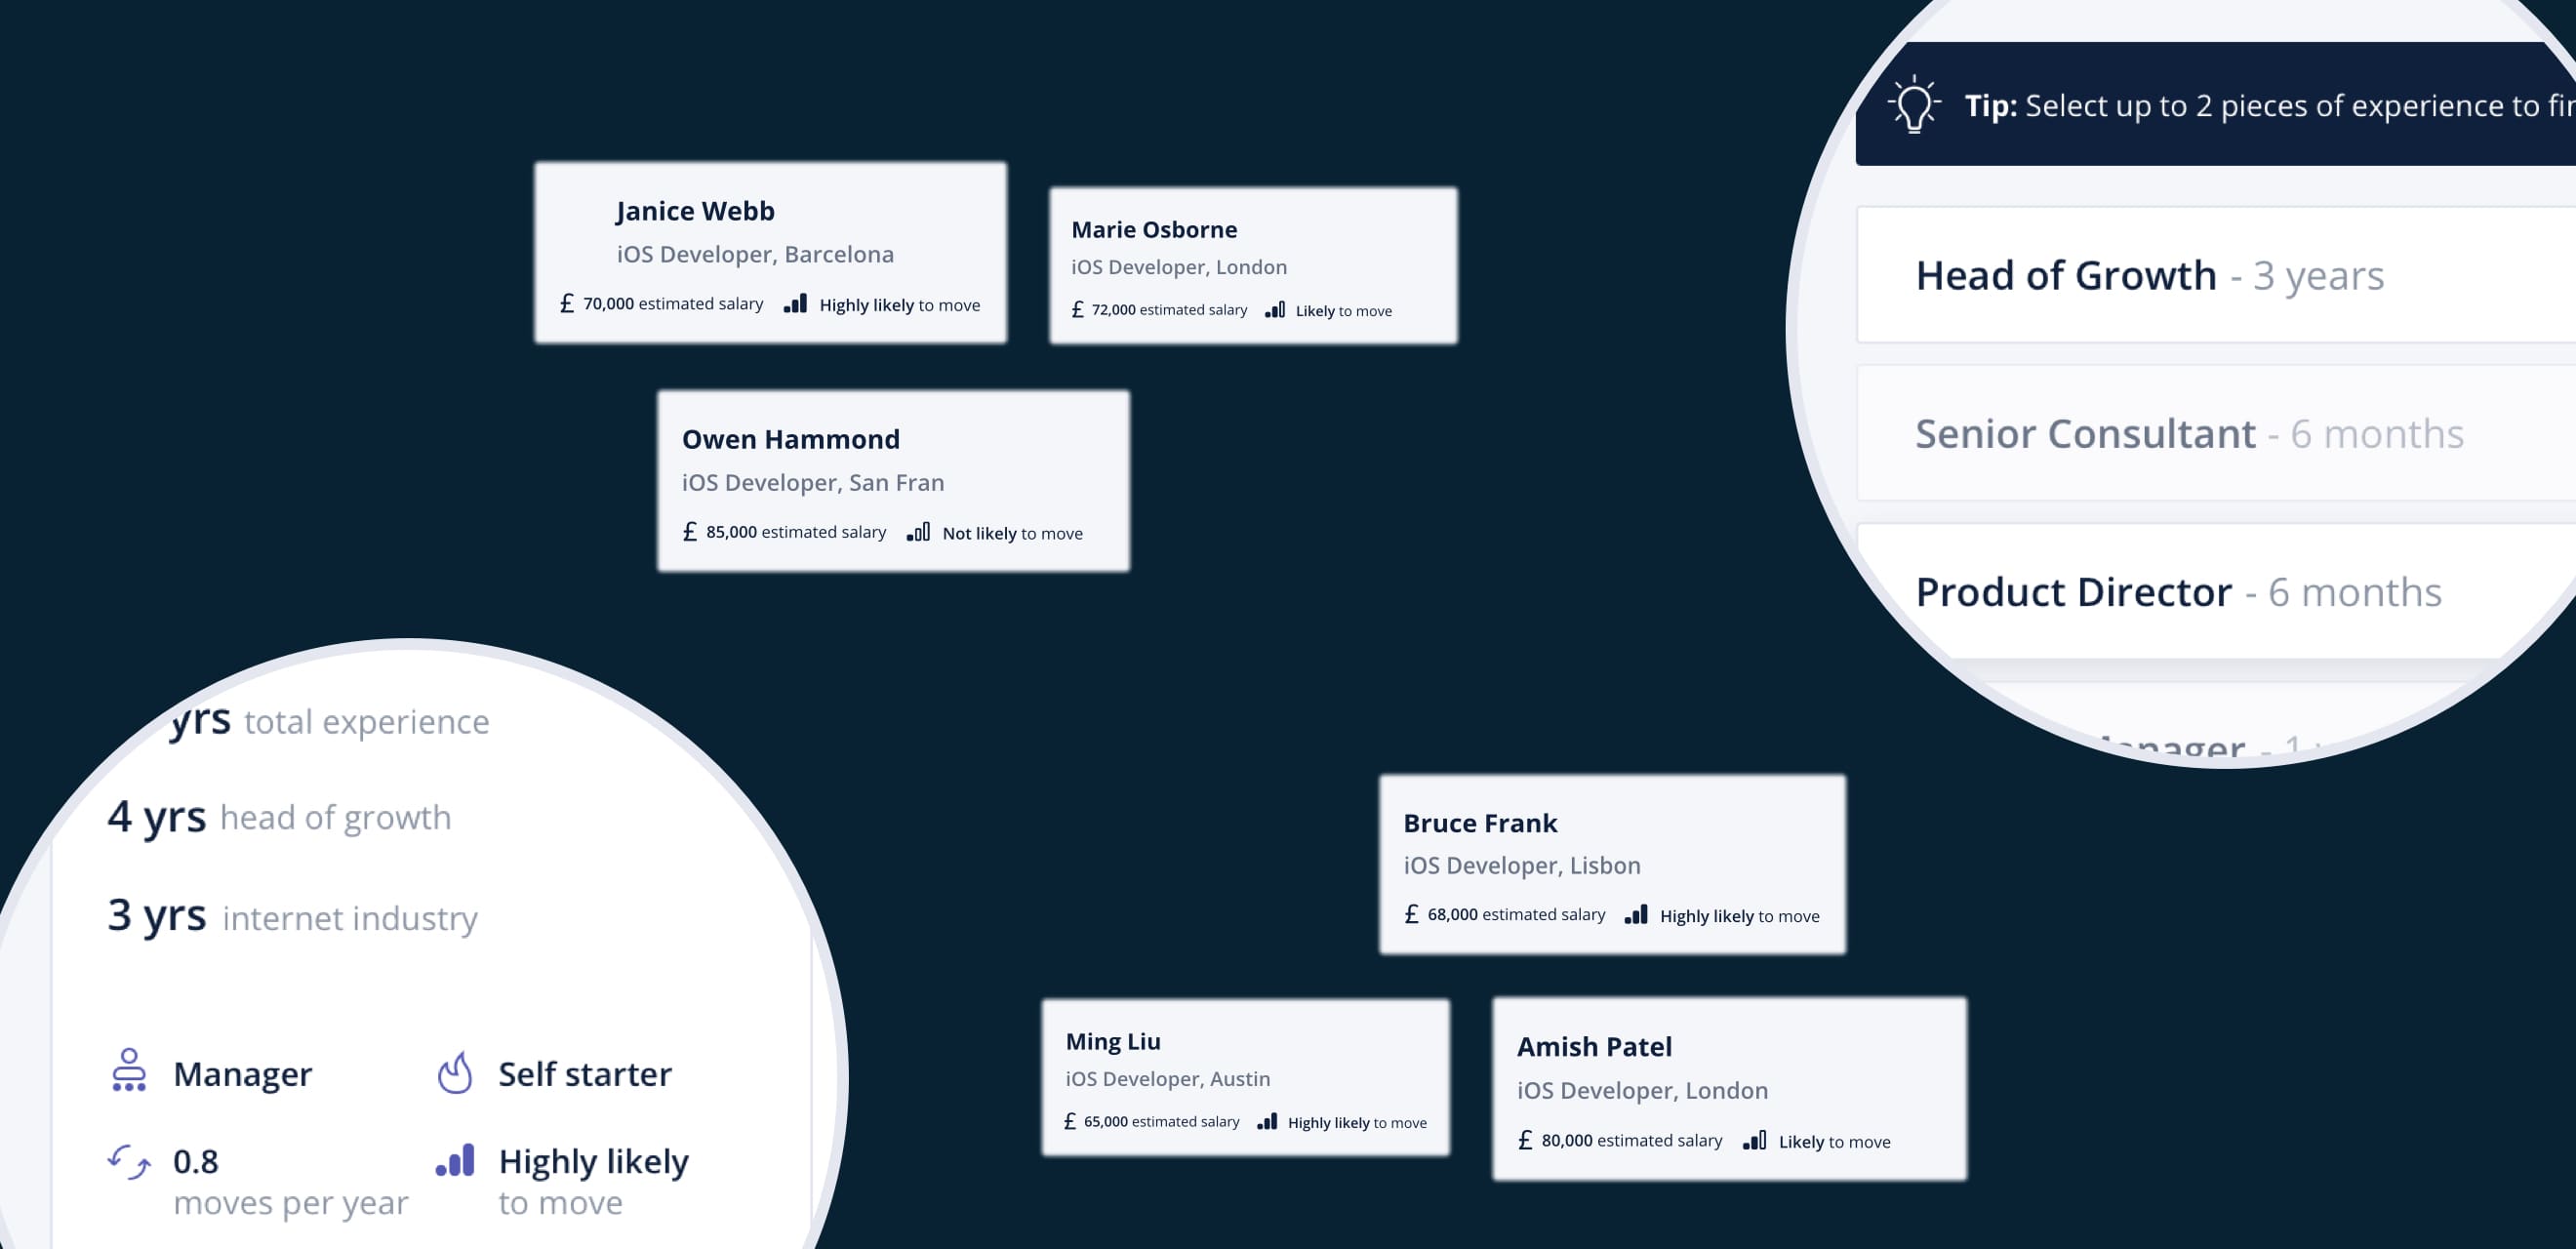 Tip: Select up to 2 pieces of experience to
Head of Growth - 3 years
Senior Consultant - 6 months
Product Director - 6 months
Janice Webb
iOS Developer, Barcelona
£ 70,000 estimated salary Highly likely to move
Marie Osborne
iOS Developer, London
£ 72,000 estimated salary Likely to move
Owen Hammond
iOS Developer, San Fran
£ 85,000 estimated salary Not likely to move
yrs total experience
4 yrs head of growth
3 yrs internet industry
Manager
Self starter
0.8
moves per year
Highly likely
to move
Bruce Frank
iOS Developer, Lisbon
£ 68,000 estimated salary Highly likely to move
Ming Liu
iOS Developer, Austin
£ 65,000 estimated salary Highly likely to move
Amish Patel
iOS Developer, London
£ 80,000 estimated salary Likely to move